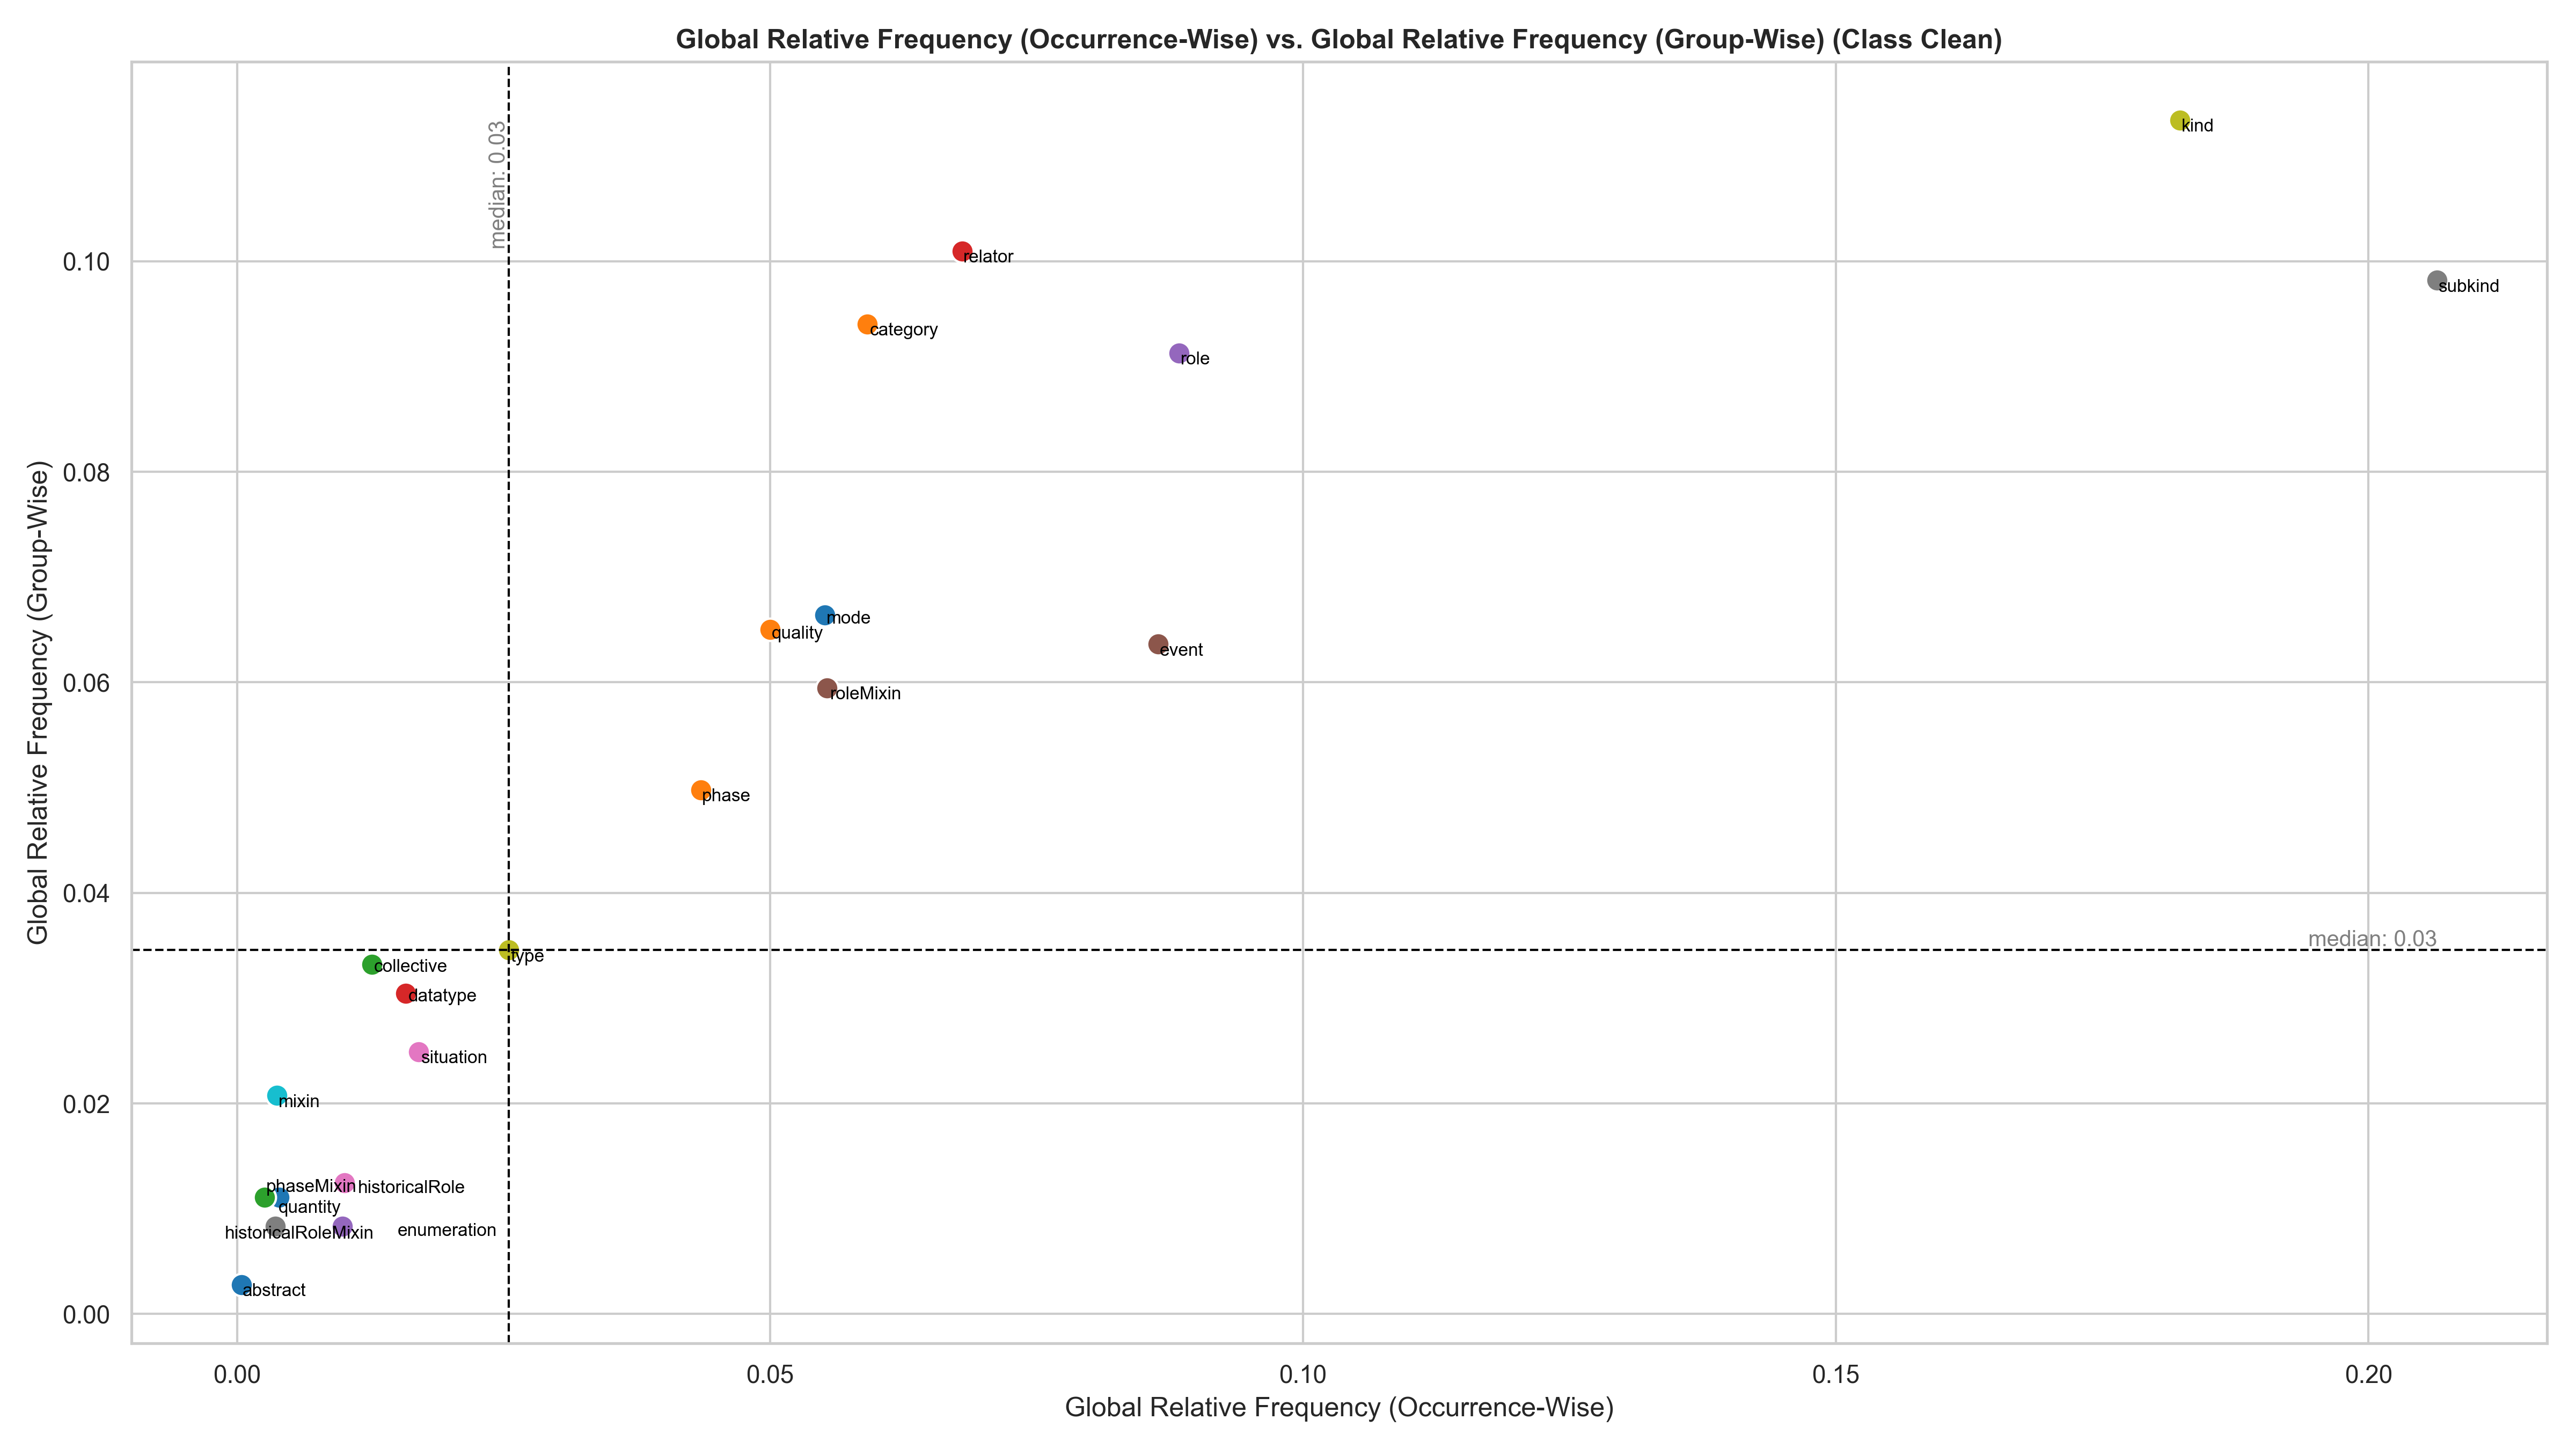 Global Relative Frequency (Occurrence-Wise) vs. Global Relative Frequency (Group-Wise) (Class Clean)
median: 0.03
kind
relator
subkind
category
role
mode
quality
event
roleMixin
phase
median: 0.03
type
collective
datatype
situation
mixin
phaseMixin
historicalRole
quantity
historicalRoleMixin
enumeration
abstract
Global Relative Frequency (Group-Wise)
0.10
0.08
0.06
0.04
0.02
0.00
0.00 0.05 0.10 0.15 0.20
Global Relative Frequency (Occurrence-Wise)